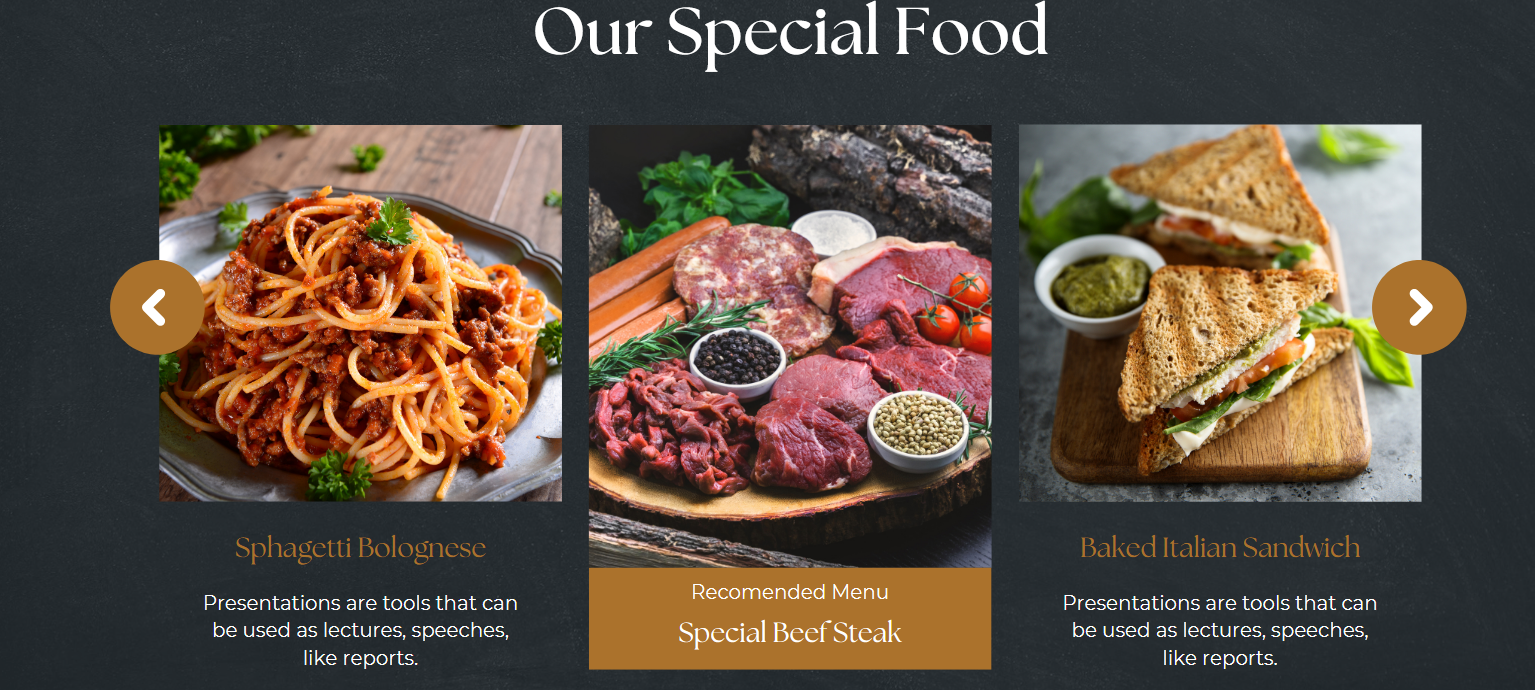 Our Special Food
Sphagetti Bolognese
Presentations are tools that can
be used as lectures, speeches,
like reports.
Recomended Menu
Special Beef Steak
Baked Italian Sandwich
Presentations are tools that can
be used as lectures, speeches,
like reports.